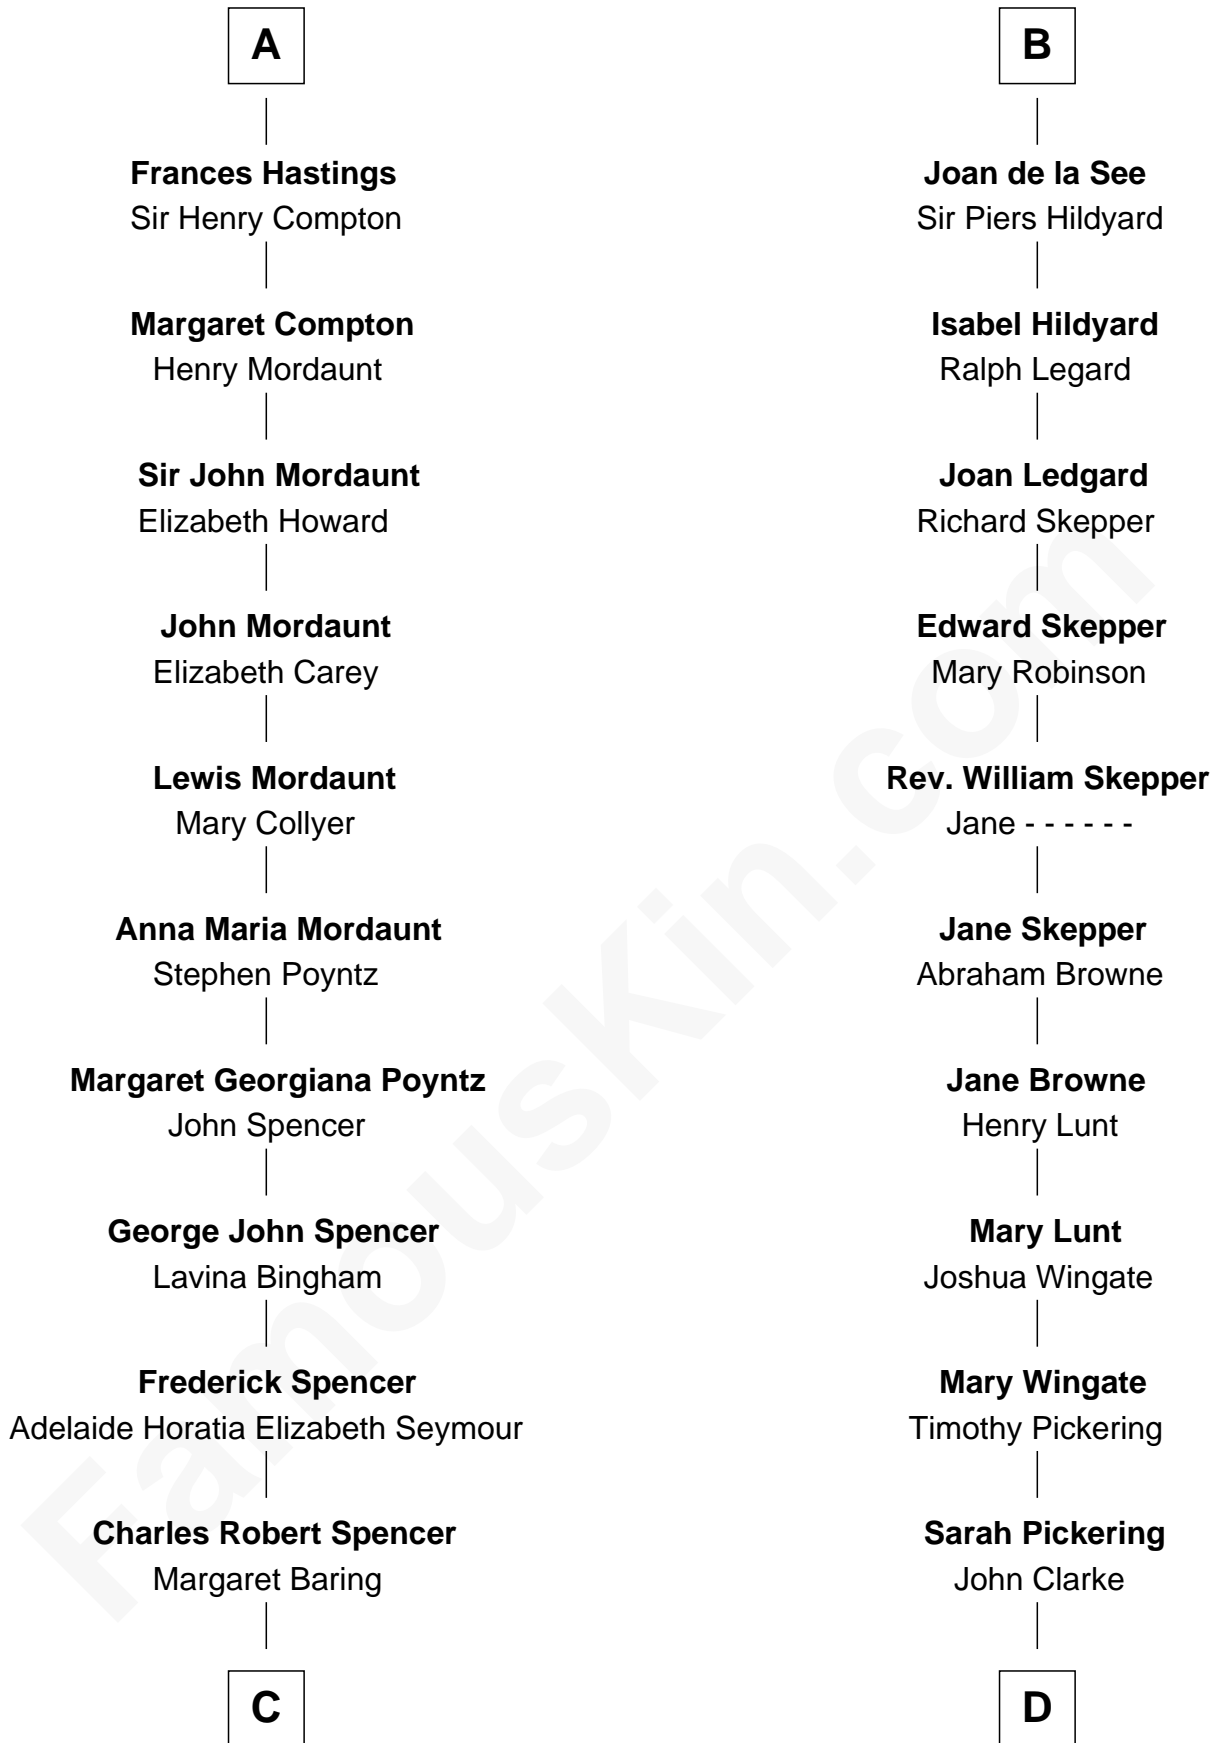 A
Frances Hastings
Sir Henry Compton
Margaret Compton
Henry Mordaunt
Sir John Mordaunt
Elizabeth Howard
John Mordaunt
Elizabeth Carey
Lewis Mordaunt
Mary Collyer
Anna Maria Mordaunt
Stephen Poyntz
Margaret Georgiana Poyntz
John Spencer
George John Spencer
Lavina Bingham
Frederick Spencer
Adelaide Horatia Elizabeth Seymour
Charles Robert Spencer
Margaret Baring
C
B
Joan de la See
Sir Piers Hildyard
Isabel Hildyard
Ralph Legard
Joan Ledgard
Richard Skepper
Edward Skepper
Mary Robinson
Rev. William Skepper
Jane - - - - - -
Jane Skepper
Abraham Browne
Jane Browne
Henry Lunt
Mary Lunt
Joshua Wingate
Mary Wingate
Timothy Pickering
Sarah Pickering
John Clarke
D
FamousKin.com